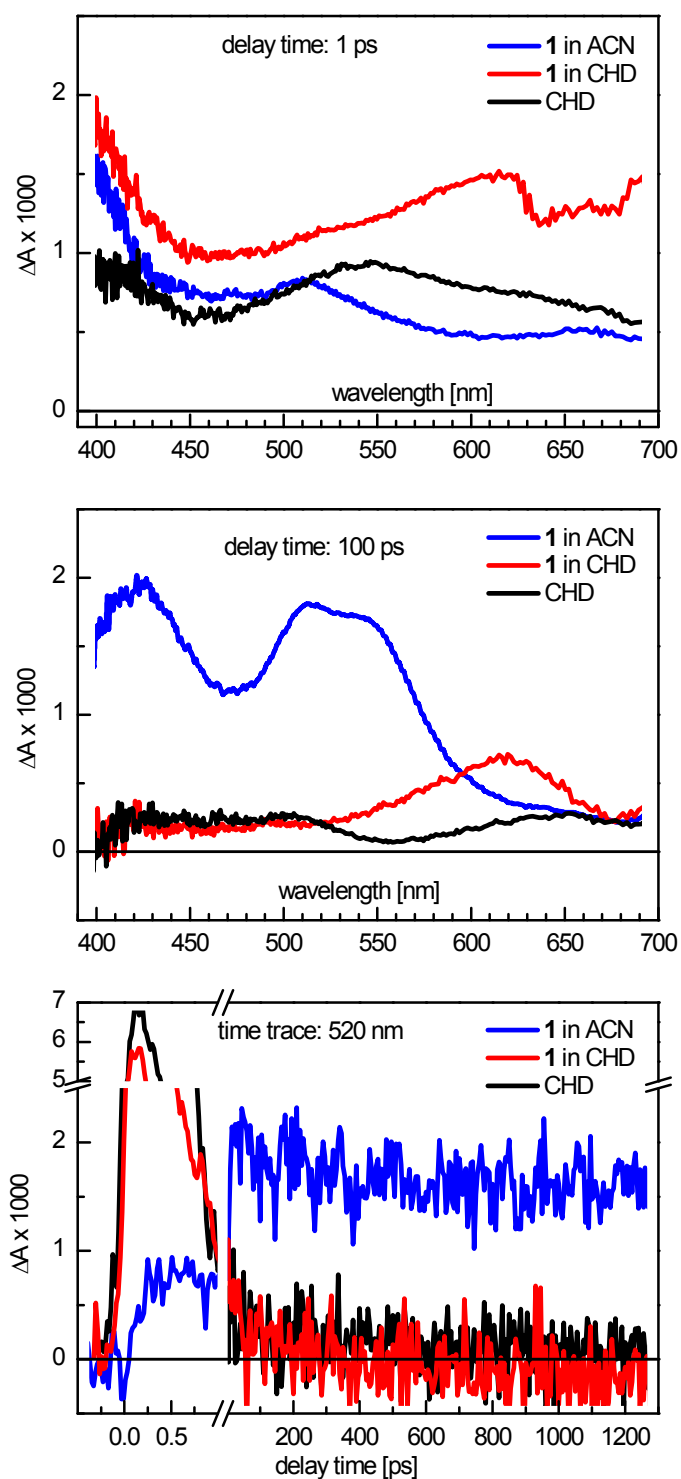 delay time: 1 ps
1 in ACN
1 in CHD
CHD
ΔA x 1000
2
1
0
wavelength [nm]
400 450 500 550 600 650 700
delay time: 100 ps
1 in ACN
1 in CHD
CHD
ΔA x 1000
2
1
0
wavelength [nm]
400 450 500 550 600 650 700
time trace: 520 nm
1 in ACN
1 in CHD
CHD
ΔA x 1000
7
6
5
2
1
0
0.0 0.5 200 400 600 800 1000 1200
delay time [ps]